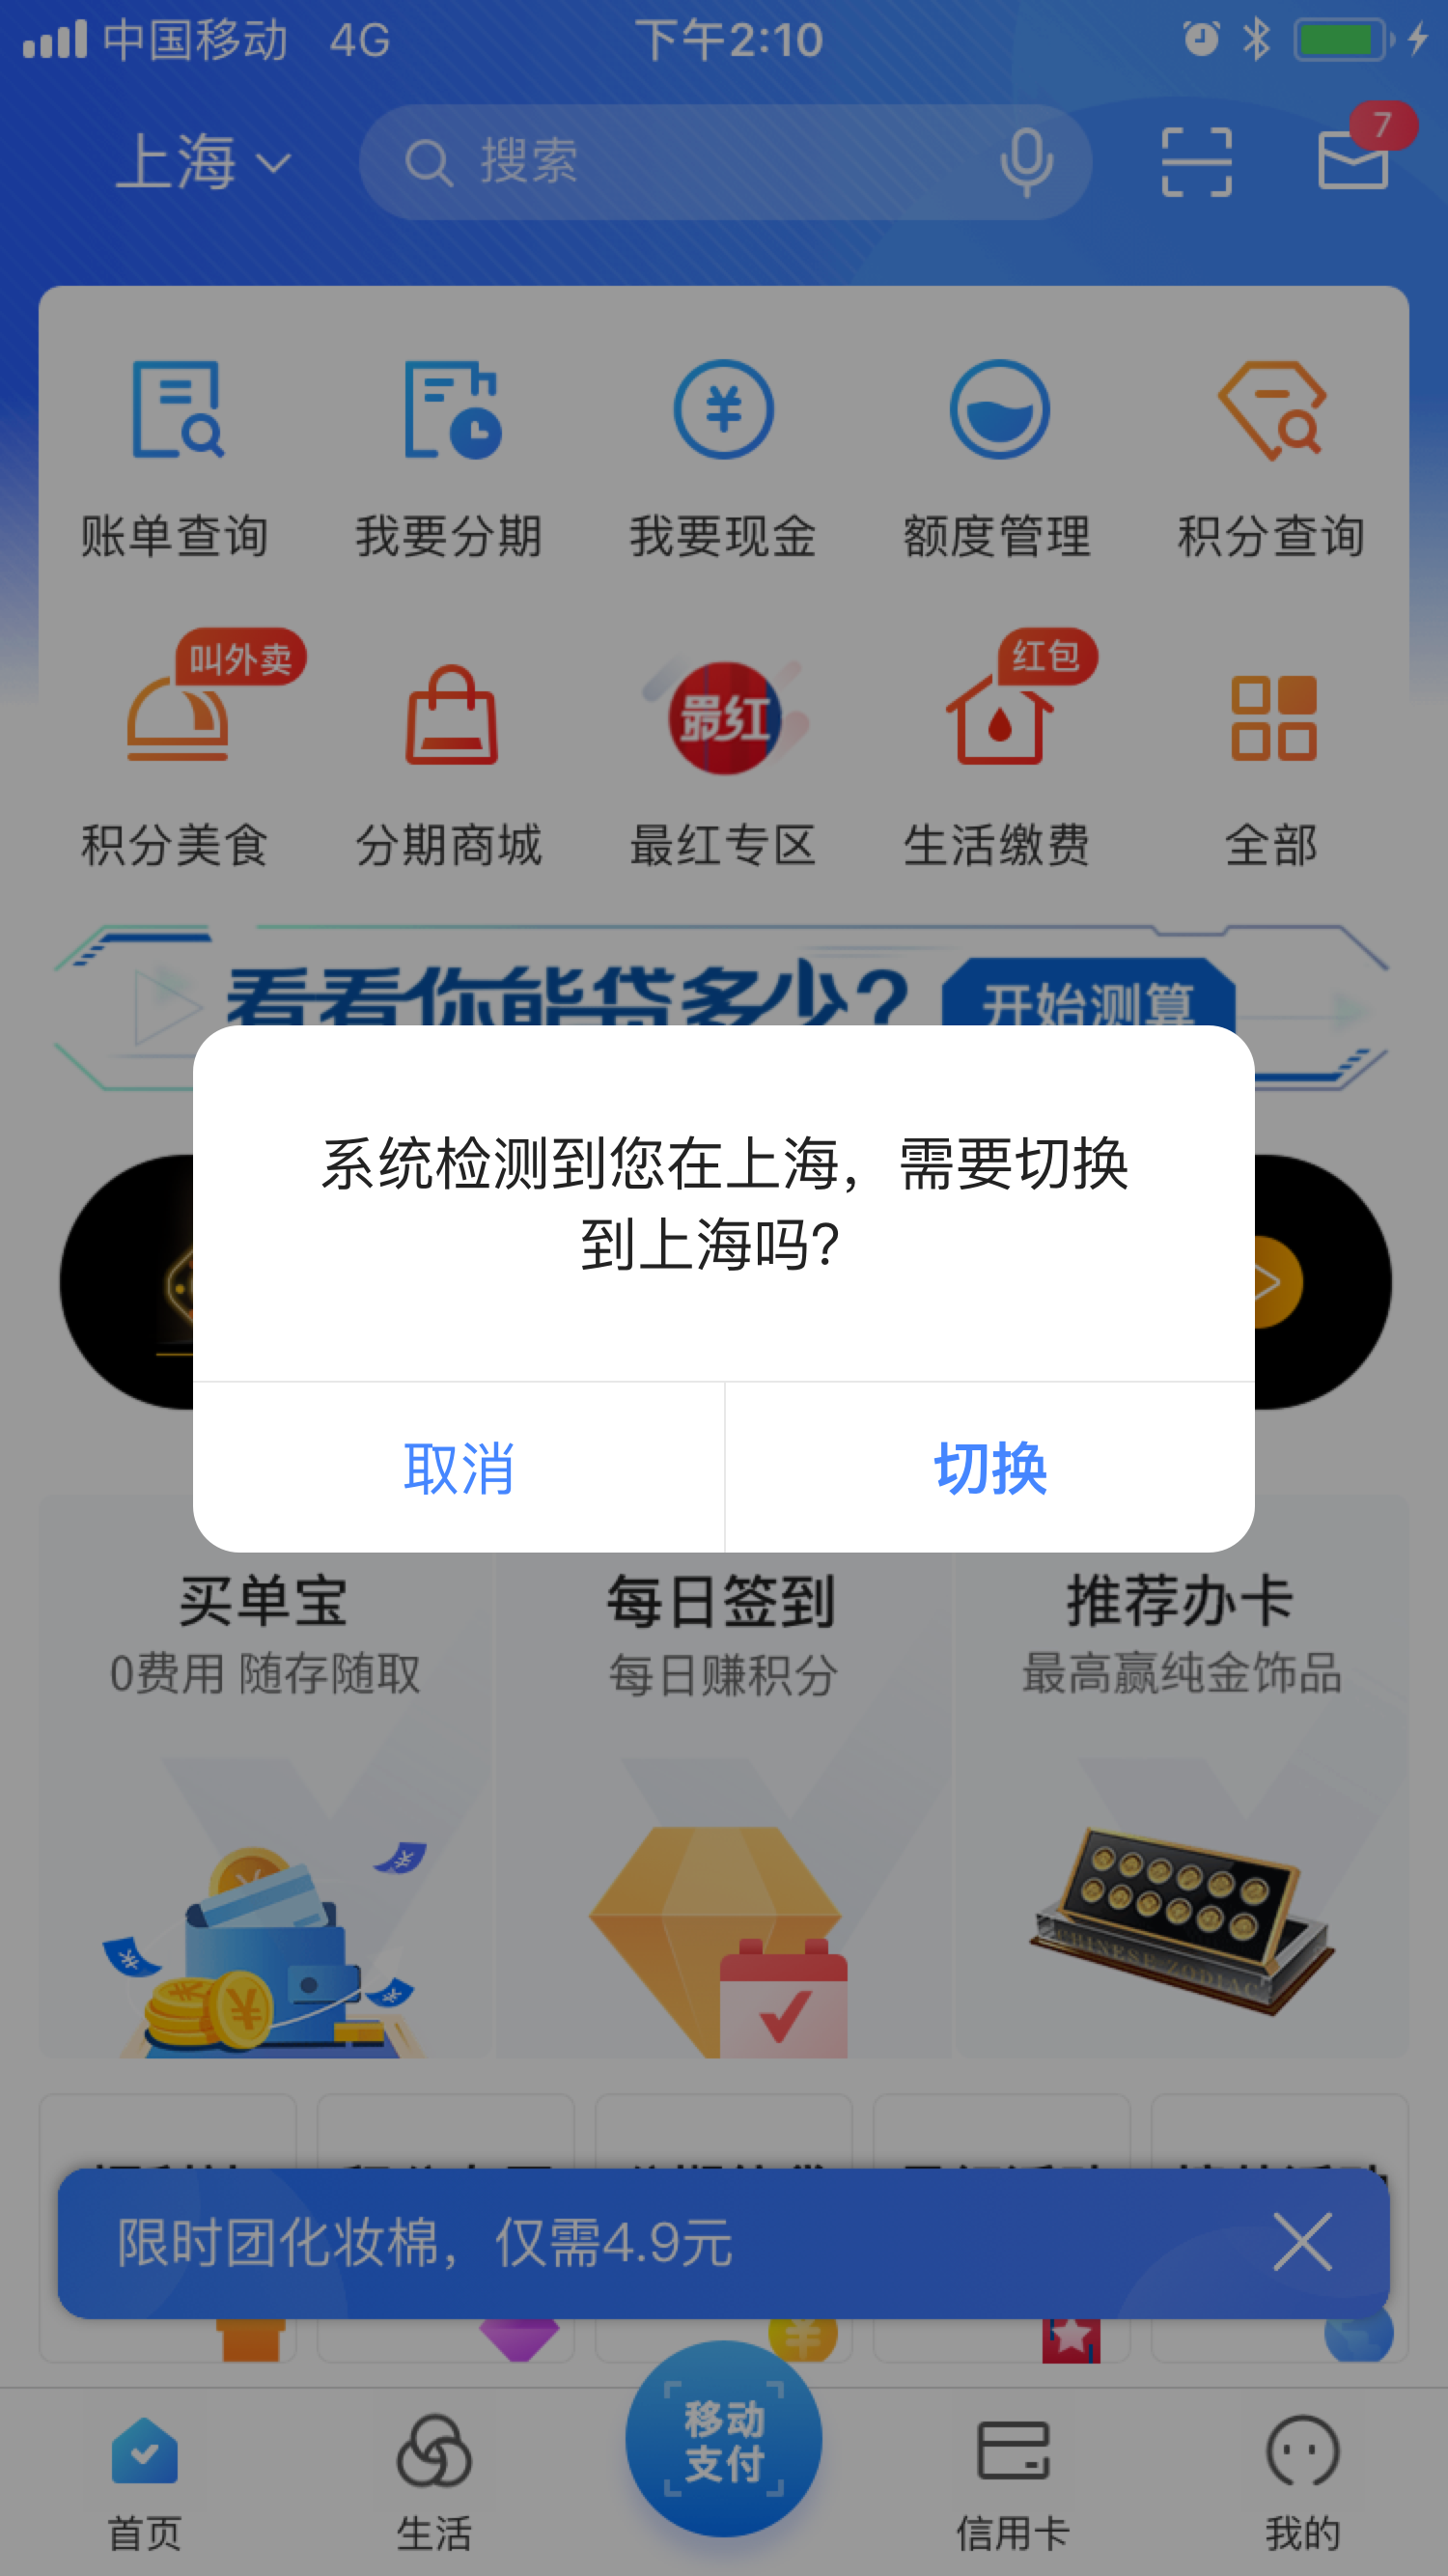 中国移动 4G 下午2:10
上海 搜索 7
账单查询 我要分期 我要现金 额度管理 积分查询
叫外卖 最红 红包
积分美食 分期商城 最红专区 生活缴费 全部
看看你能贷多少? 开始测算
系统检测到您在上海，需要切换
到上海吗?
取消 切换
买单宝 每日签到 推荐办卡
0费用 随存随取 每日赚积分 最高赢纯金饰品
CHINESE ZODIAC
限时团化妆棉，仅需4.9元
移动
支付
首页 生活 信用卡 我的